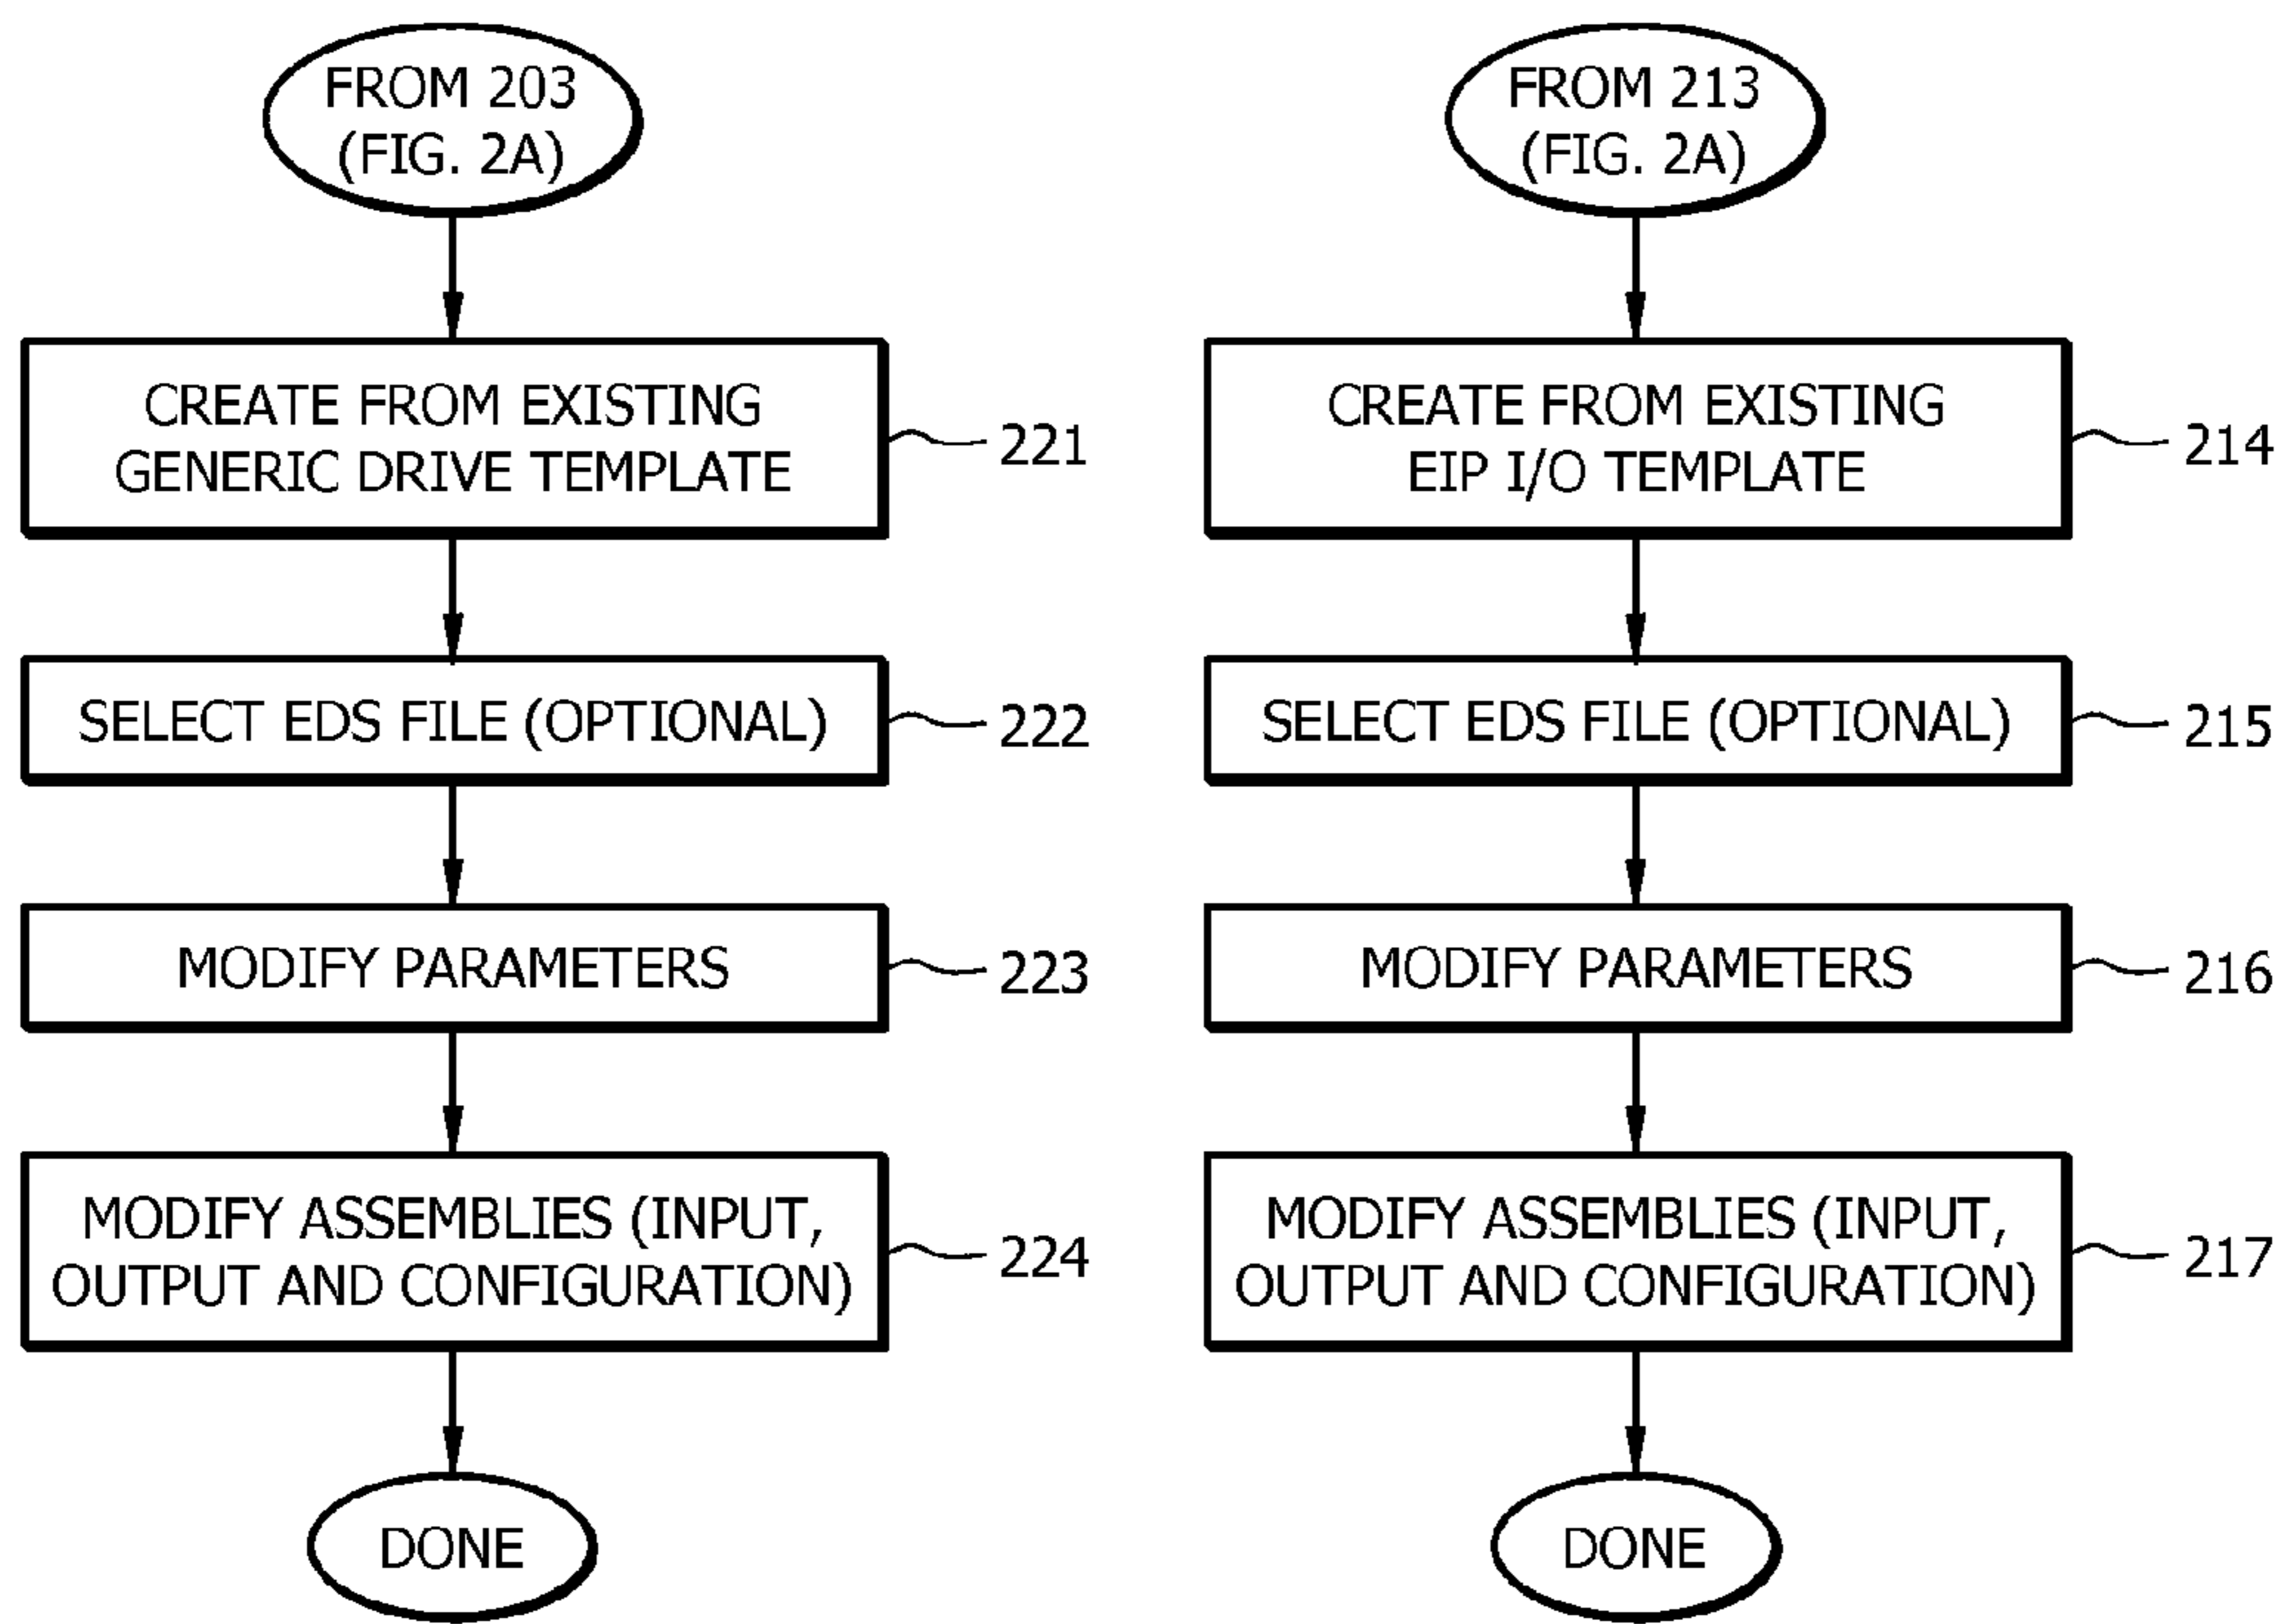 FROM 203
(FIG. 2A)
CREATE FROM EXISTING
GENERIC DRIVE TEMPLATE
221
SELECT EDS FILE (OPTIONAL)
222
MODIFY PARAMETERS
223
MODIFY ASSEMBLIES (INPUT,
OUTPUT AND CONFIGURATION)
224
DONE
FROM 213
(FIG. 2A)
CREATE FROM EXISTING
EIP I/O TEMPLATE
214
SELECT EDS FILE (OPTIONAL)
215
MODIFY PARAMETERS
216
MODIFY ASSEMBLIES (INPUT,
OUTPUT AND CONFIGURATION)
217
DONE